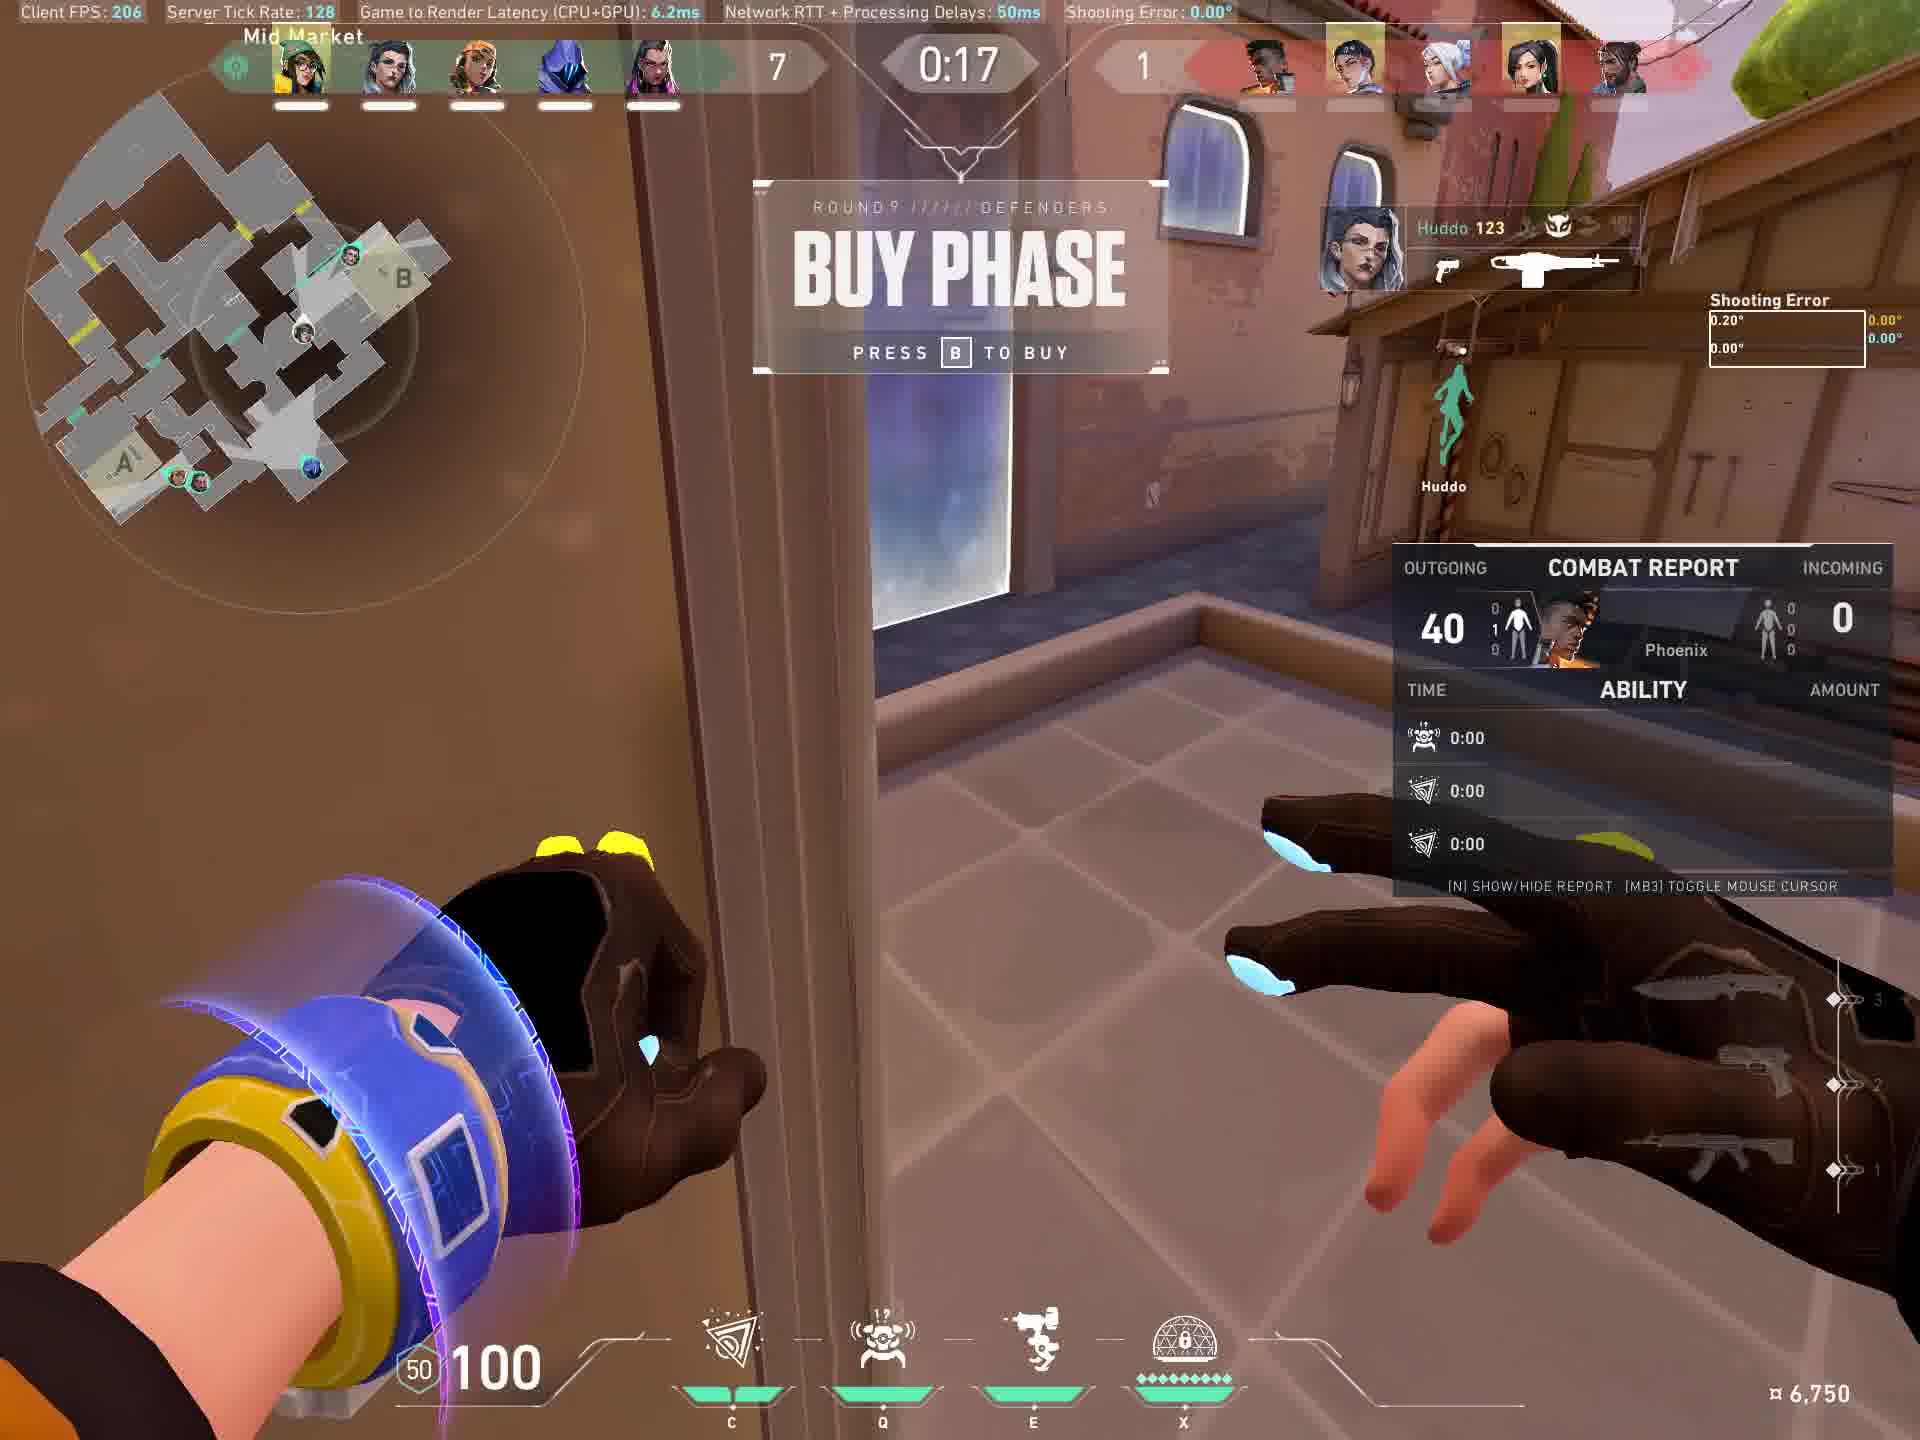 Client FPS: 206 Server Tick Rate: 128 Game to Render Latency (CPU+GPU): 6.2ms Network RTT + Processing Delays: 50ms Shooting Error: 0.00°
Mid Market
7 0:17 1
ROUND 9 ////// DEFENDERS
BUY PHASE
PRESS B TO BUY
B
A
Huddo 123
Shooting Error
0.20° 0.00°
0.00°
0.00°
Huddo
OUTGOING COMBAT REPORT INCOMING
40 0 1 0 Phoenix 0 0 0 0
TIME ABILITY AMOUNT
0:00
0:00
0:00
[N] SHOW/HIDE REPORT [MB3] TOGGLE MOUSE CURSOR
3
2
1
50 100
C Q E X
¤ 6,750